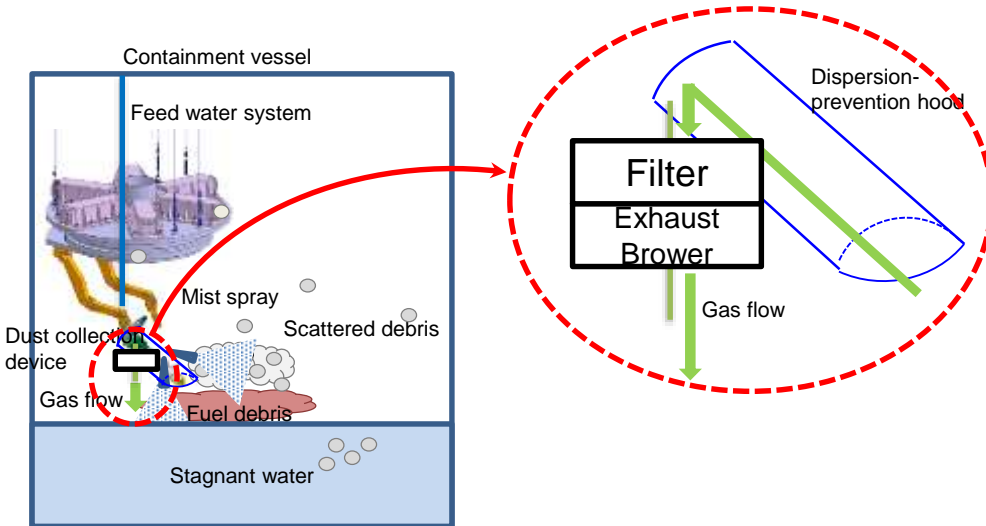 Containment vessel
Feed water system
Mist spray
Scattered debris
Dust collection
device
Gas flow
Fuel debris
Stagnant water
Dispersion-
prevention hood
Filter
Exhaust
Brower
Gas flow